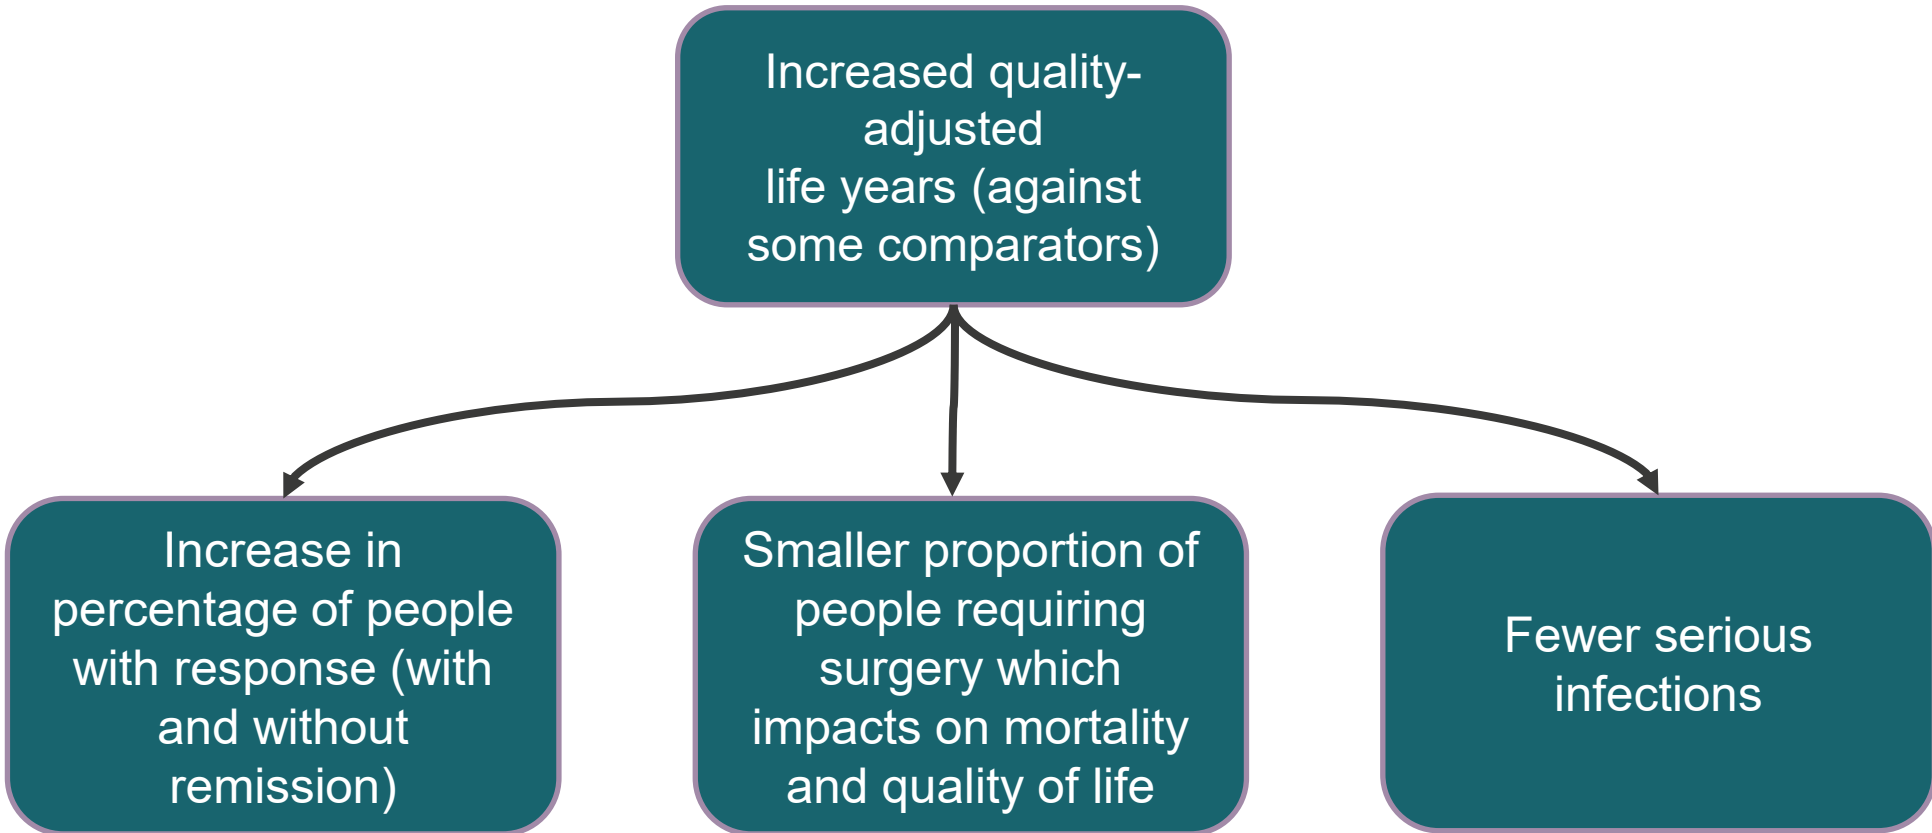 Increased quality-
adjusted
life years (against
some comparators)
Increase in
percentage of people
with response (with
and without
remission)
Smaller proportion of
people requiring
surgery which
impacts on mortality
and quality of life
Fewer serious
infections